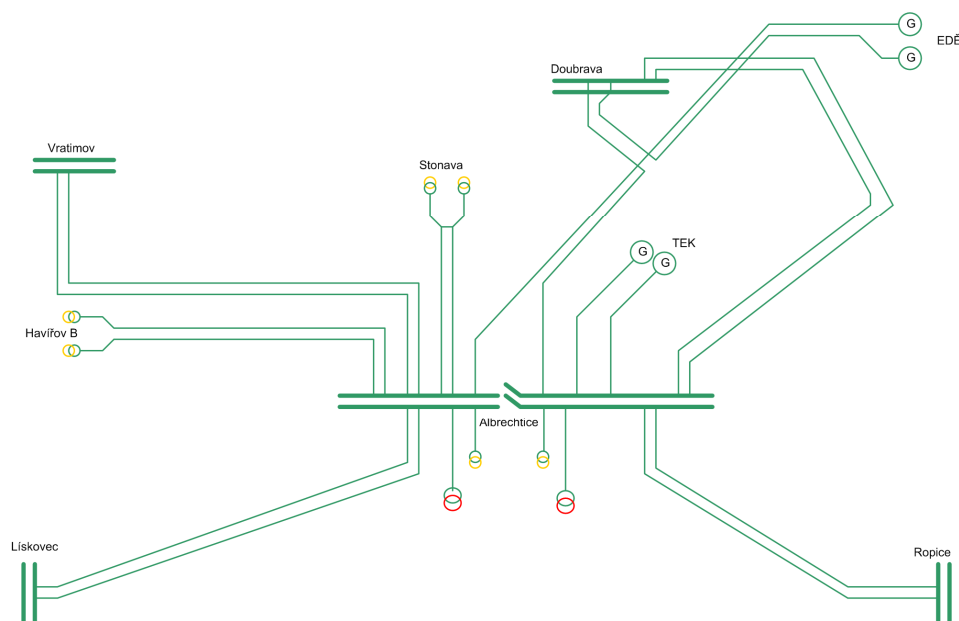 G
EDĚ
G
Doubrava
Vratimov
Stonava
TEK
G
G
Havířov B
Albrechtice
Lískovec
Ropice